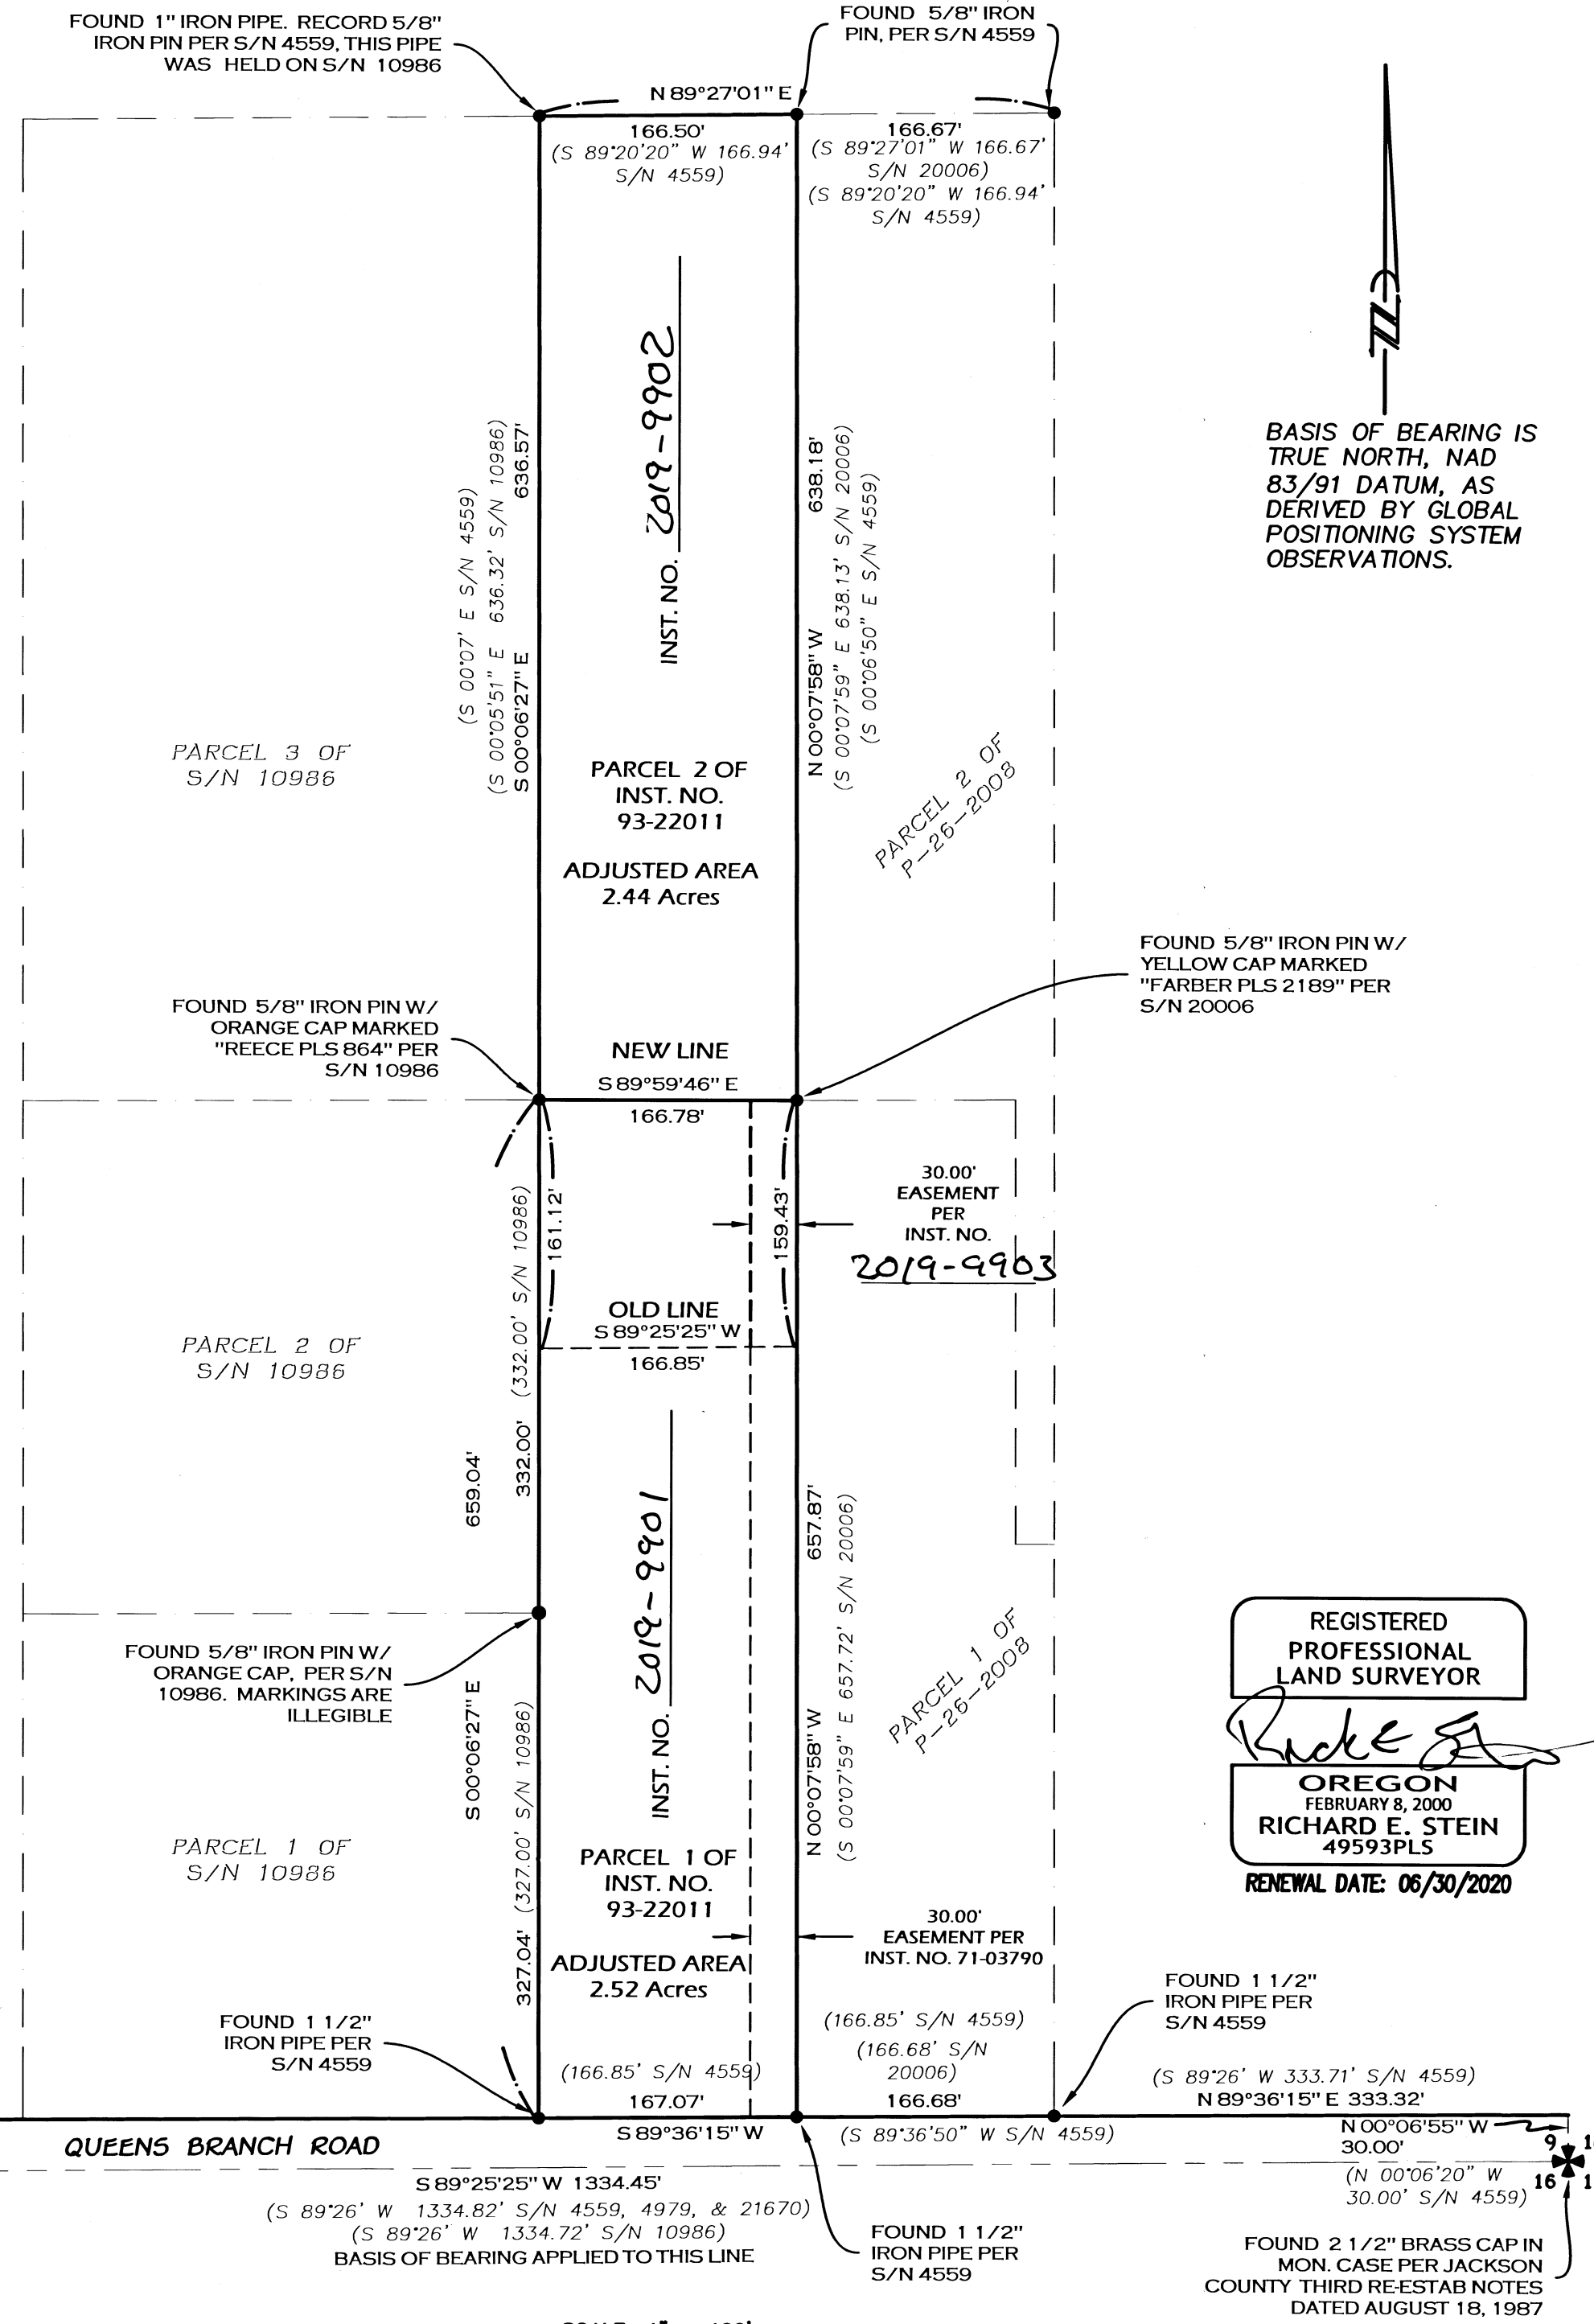 FOUND 1" IRON PIPE. RECORD 5/8"
IRON PIN PER S/N 4559, THIS PIPE
WAS HELD ON S/N 10986
FOUND 5/8" IRON
PIN, PER S/N 4559
N 89°27'01" E
166.50'
(S 89°20'20" W 166.94'
S/N 4559)
166.67'
(S 89°27'01" W 166.67'
S/N 20006)
(S 89°20'20" W 166.94'
S/N 4559)
BASIS OF BEARING IS
TRUE NORTH, NAD
83/91 DATUM, AS
DERIVED BY GLOBAL
POSITIONING SYSTEM
OBSERVATIONS.
(S 00°07' E S/N 4559)
(S 00°05'51" E 636.32' S/N 10986)
S 00°06'27" E 636.57'
INST. NO. 2019-9902
N 00°07'58" W 638.18'
(S 00°07'59" E 638.13' S/N 20006)
(S 00°06'50" E S/N 4559)
PARCEL 3 OF
S/N 10986
PARCEL 2 OF
INST. NO.
93-22011
ADJUSTED AREA
2.44 Acres
PARCEL 2 OF
P-26-2008
FOUND 5/8" IRON PIN W/
YELLOW CAP MARKED
"FARBER PLS 2189" PER
S/N 20006
FOUND 5/8" IRON PIN W/
ORANGE CAP MARKED
"REECE PLS 864" PER
S/N 10986
NEW LINE
S 89°59'46" E
166.78'
161.12'
159.43'
30.00'
EASEMENT
PER
INST. NO.
2019-9903
OLD LINE
S 89°25'25" W
166.85'
PARCEL 2 OF
S/N 10986
332.00' (332.00' S/N 10986)
S 00°06'27" E 659.04'
INST. NO. 2019-9901
N 00°07'58" W 657.87'
(S 00°07'59" E 657.72' S/N 20006)
PARCEL 1 OF
P-26-2008
FOUND 5/8" IRON PIN W/
ORANGE CAP, PER S/N
10986. MARKINGS ARE
ILLEGIBLE
REGISTERED
PROFESSIONAL
LAND SURVEYOR
OREGON
FEBRUARY 8, 2000
RICHARD E. STEIN
49593PLS
RENEWAL DATE: 06/30/2020
PARCEL 1 OF
S/N 10986
327.04' (327.00' S/N 10986)
PARCEL 1 OF
INST. NO.
93-22011
ADJUSTED AREA
2.52 Acres
30.00'
EASEMENT PER
INST. NO. 71-03790
FOUND 1 1/2"
IRON PIPE PER
S/N 4559
FOUND 1 1/2"
IRON PIPE PER
S/N 4559
(166.85' S/N 4559)
167.07'
S 89°36'15" W
(166.85' S/N 4559)
(166.68' S/N
20006)
166.68'
(S 89°36'50" W S/N 4559)
(S 89°26' W 333.71' S/N 4559)
N 89°36'15" E 333.32'
N 00°06'55" W
30.00'
(N 00°06'20" W
30.00' S/N 4559)
9
16
QUEENS BRANCH ROAD
S 89°25'25" W 1334.45'
(S 89°26' W 1334.82' S/N 4559, 4979, & 21670)
(S 89°26' W 1334.72' S/N 10986)
BASIS OF BEARING APPLIED TO THIS LINE
FOUND 1 1/2"
IRON PIPE PER
S/N 4559
FOUND 2 1/2" BRASS CAP IN
MON. CASE PER JACKSON
COUNTY THIRD RE-ESTAB NOTES
DATED AUGUST 18, 1987